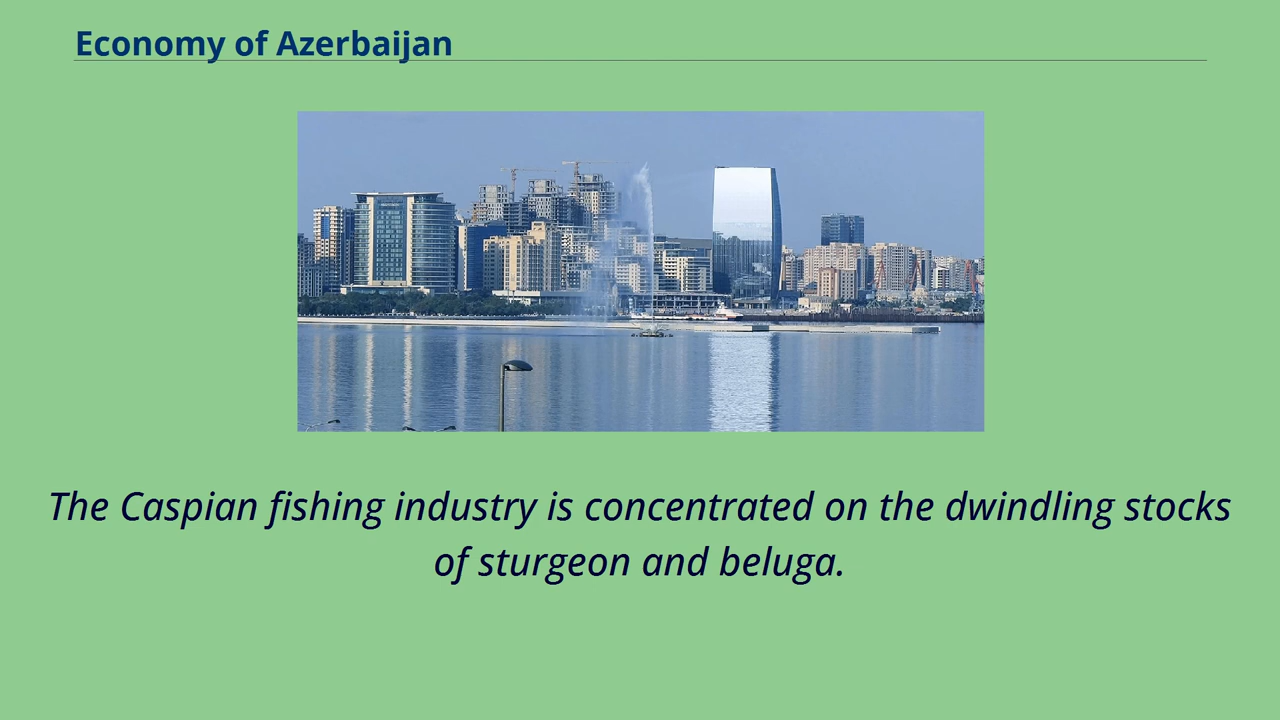 Economy of Azerbaijan
The Caspian fishing industry is concentrated on the dwindling stocks
of sturgeon and beluga.